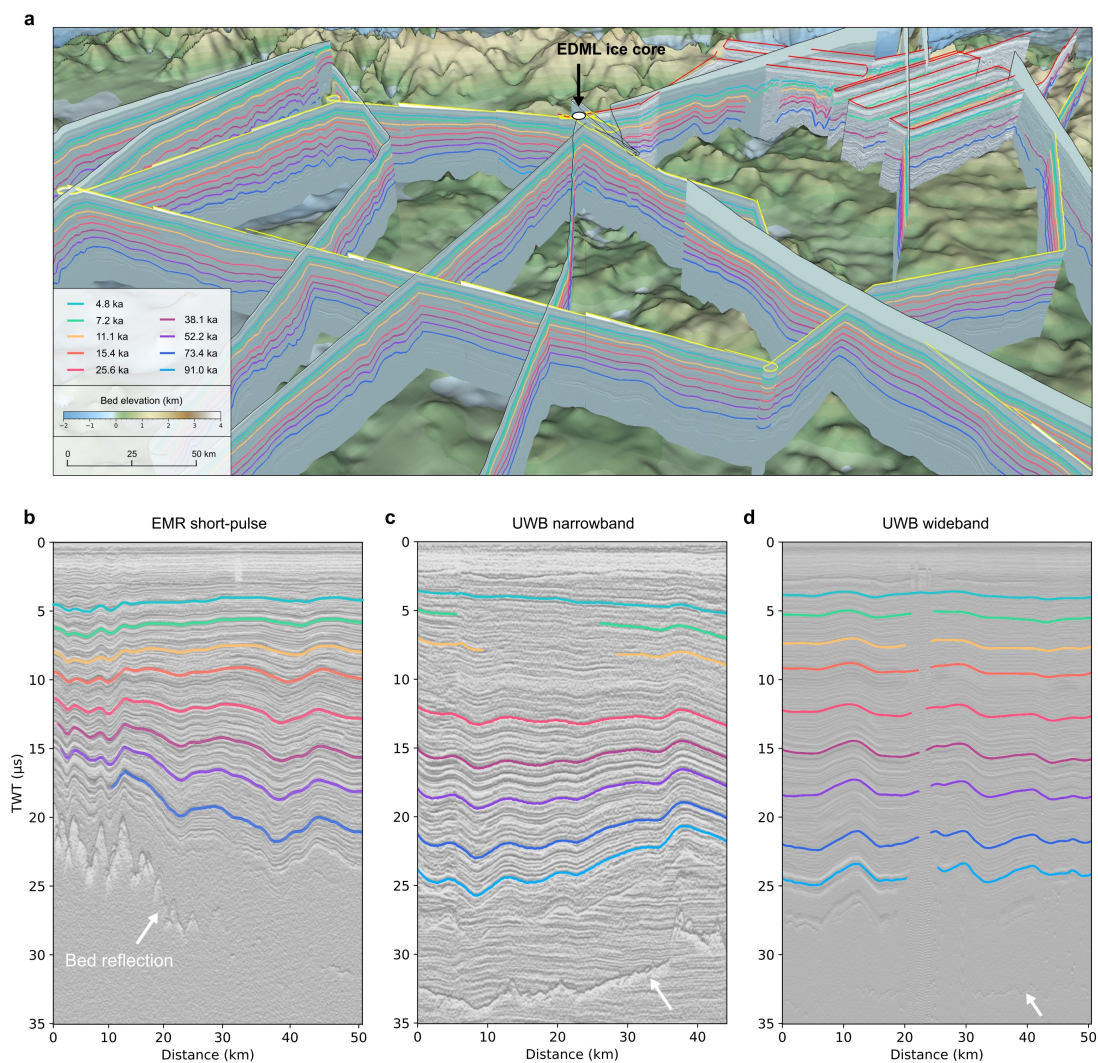 a
EDML ice core
4.8 ka
7.2 ka
11.1 ka
15.4 ka
25.6 ka
38.1 ka
52.2 ka
73.4 ka
91.0 ka
Bed elevation (km)
−2 −1 0 1 2 3 4
0 25 50 km
b EMR short-pulse
c UWB narrowband
d UWB wideband
TWT (μs)
0
5
10
15
20
25
30
35
Bed reflection
0 10 20 30 40 50
Distance (km)
0
5
10
15
20
25
30
35
0 10 20 30 40
Distance (km)
0
5
10
15
20
25
30
35
0 10 20 30 40 50
Distance (km)